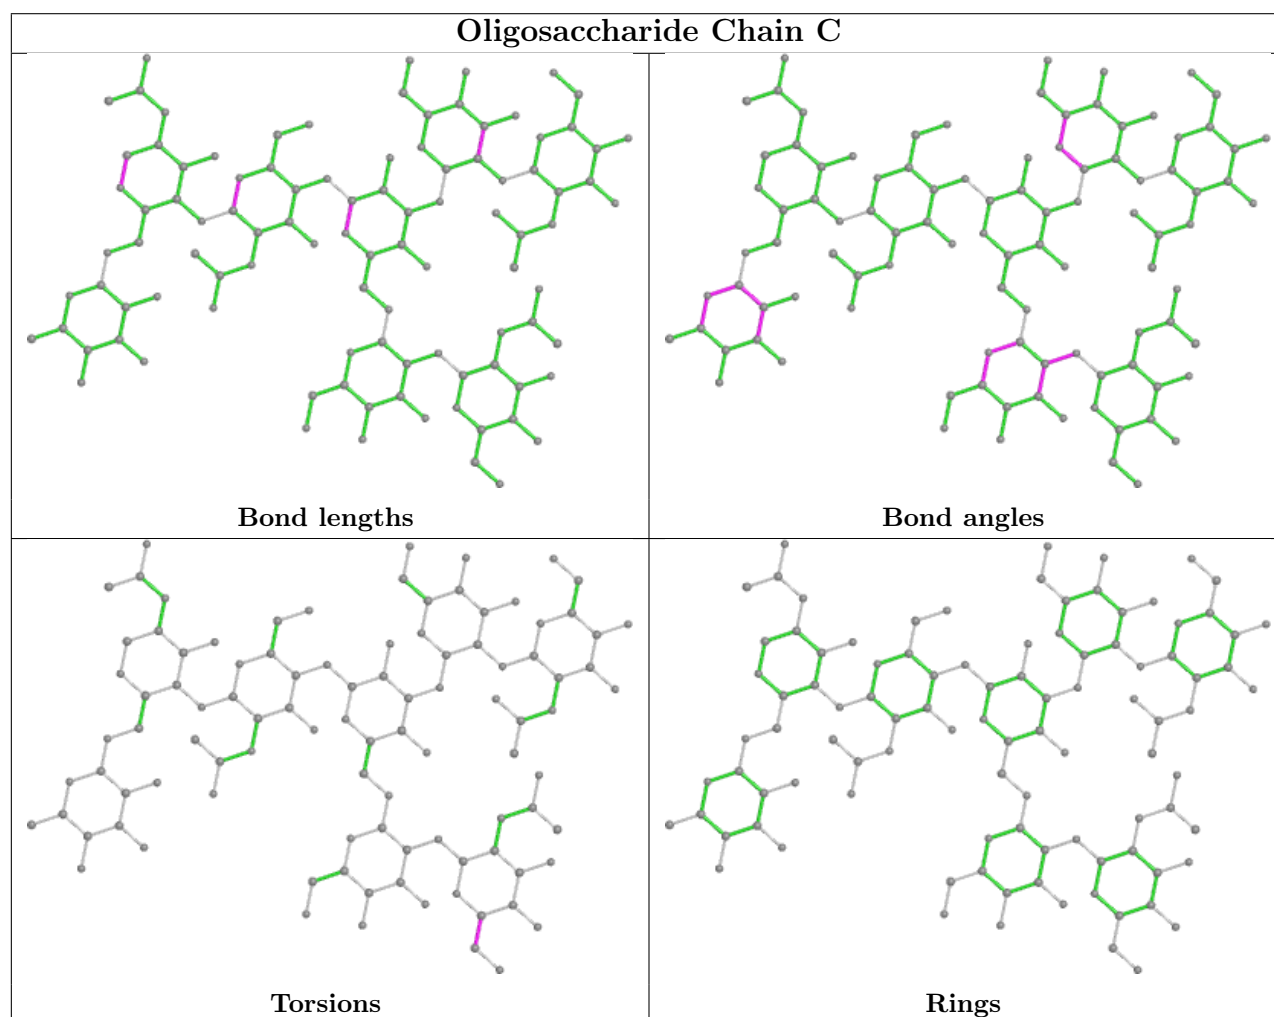 Oligosaccharide Chain C
Bond lengths
Bond angles
Torsions
Rings